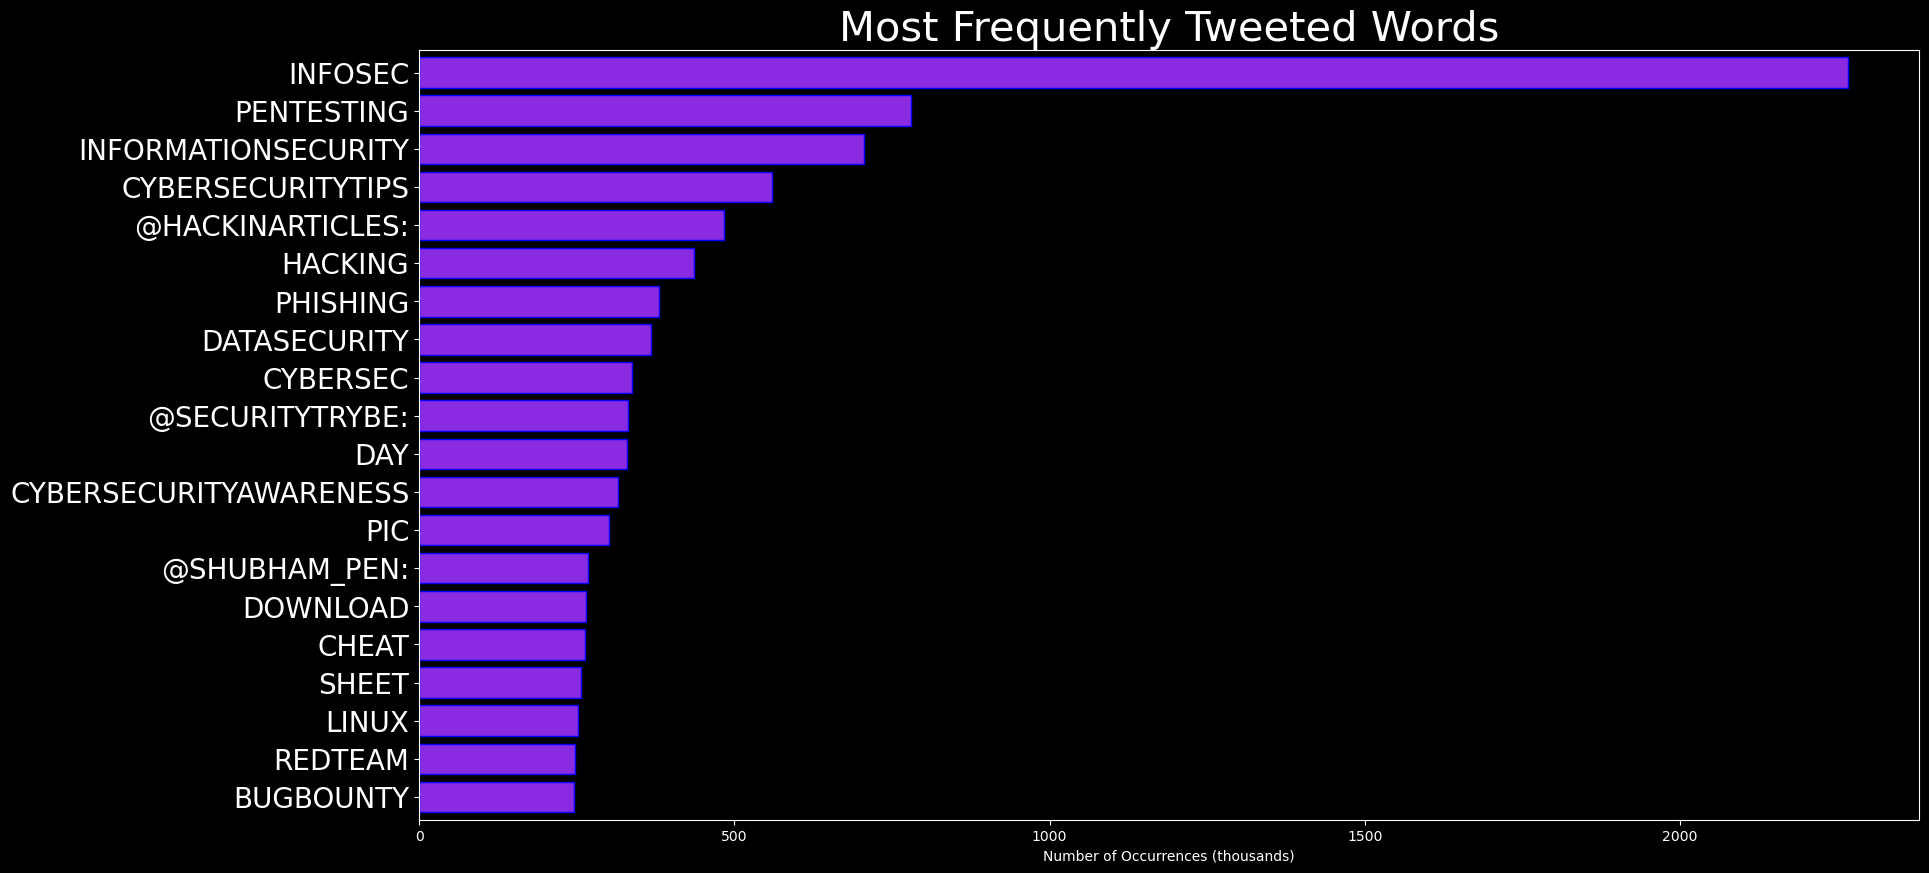 Most Frequently Tweeted Words
INFOSEC
PENTESTING
INFORMATIONSECURITY
CYBERSECURITYTIPS
@HACKINARTICLES:
HACKING
PHISHING
DATASECURITY
CYBERSEC
@SECURITYTRYBE:
DAY
CYBERSECURITYAWARENESS
PIC
@SHUBHAM_PEN:
DOWNLOAD
CHEAT
SHEET
LINUX
REDTEAM
BUGBOUNTY
0 500 1000 1500 2000
Number of Occurrences (thousands)